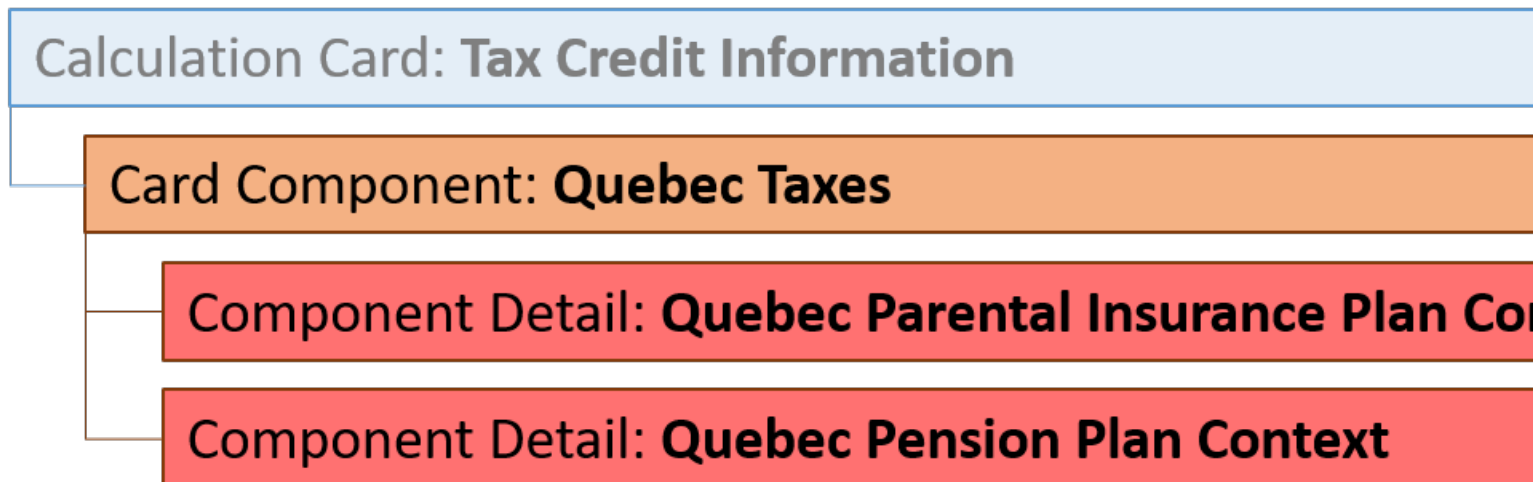 Calculation Card: Tax Credit Information
Card Component: Quebec Taxes
Component Detail: Quebec Parental Insurance Plan
Component Detail: Quebec Pension Plan Context